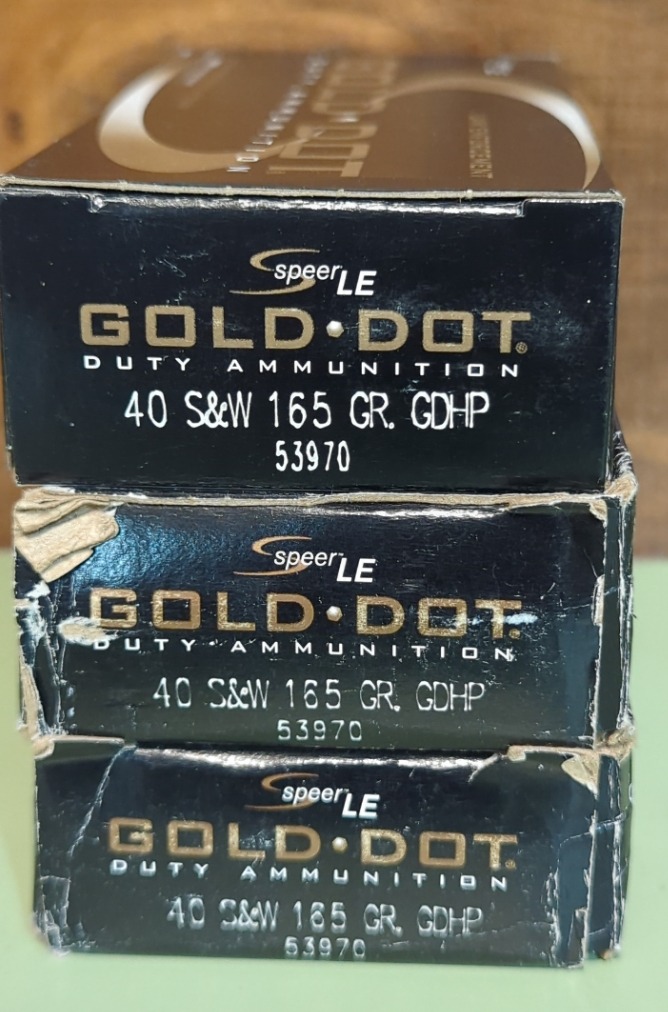 speer LE
GOLD·DOT®
DUTY AMMUNITION
40 S&W 165 GR. GDHP
53970
speer LE
GOLD·DOT
DUTY AMMUNITION
40 S&W 165 GR. GDHP
53970
speer LE
GOLD·DOT
DUTY AMMUNITION
40 S&W 165 GR. GDHP
53970